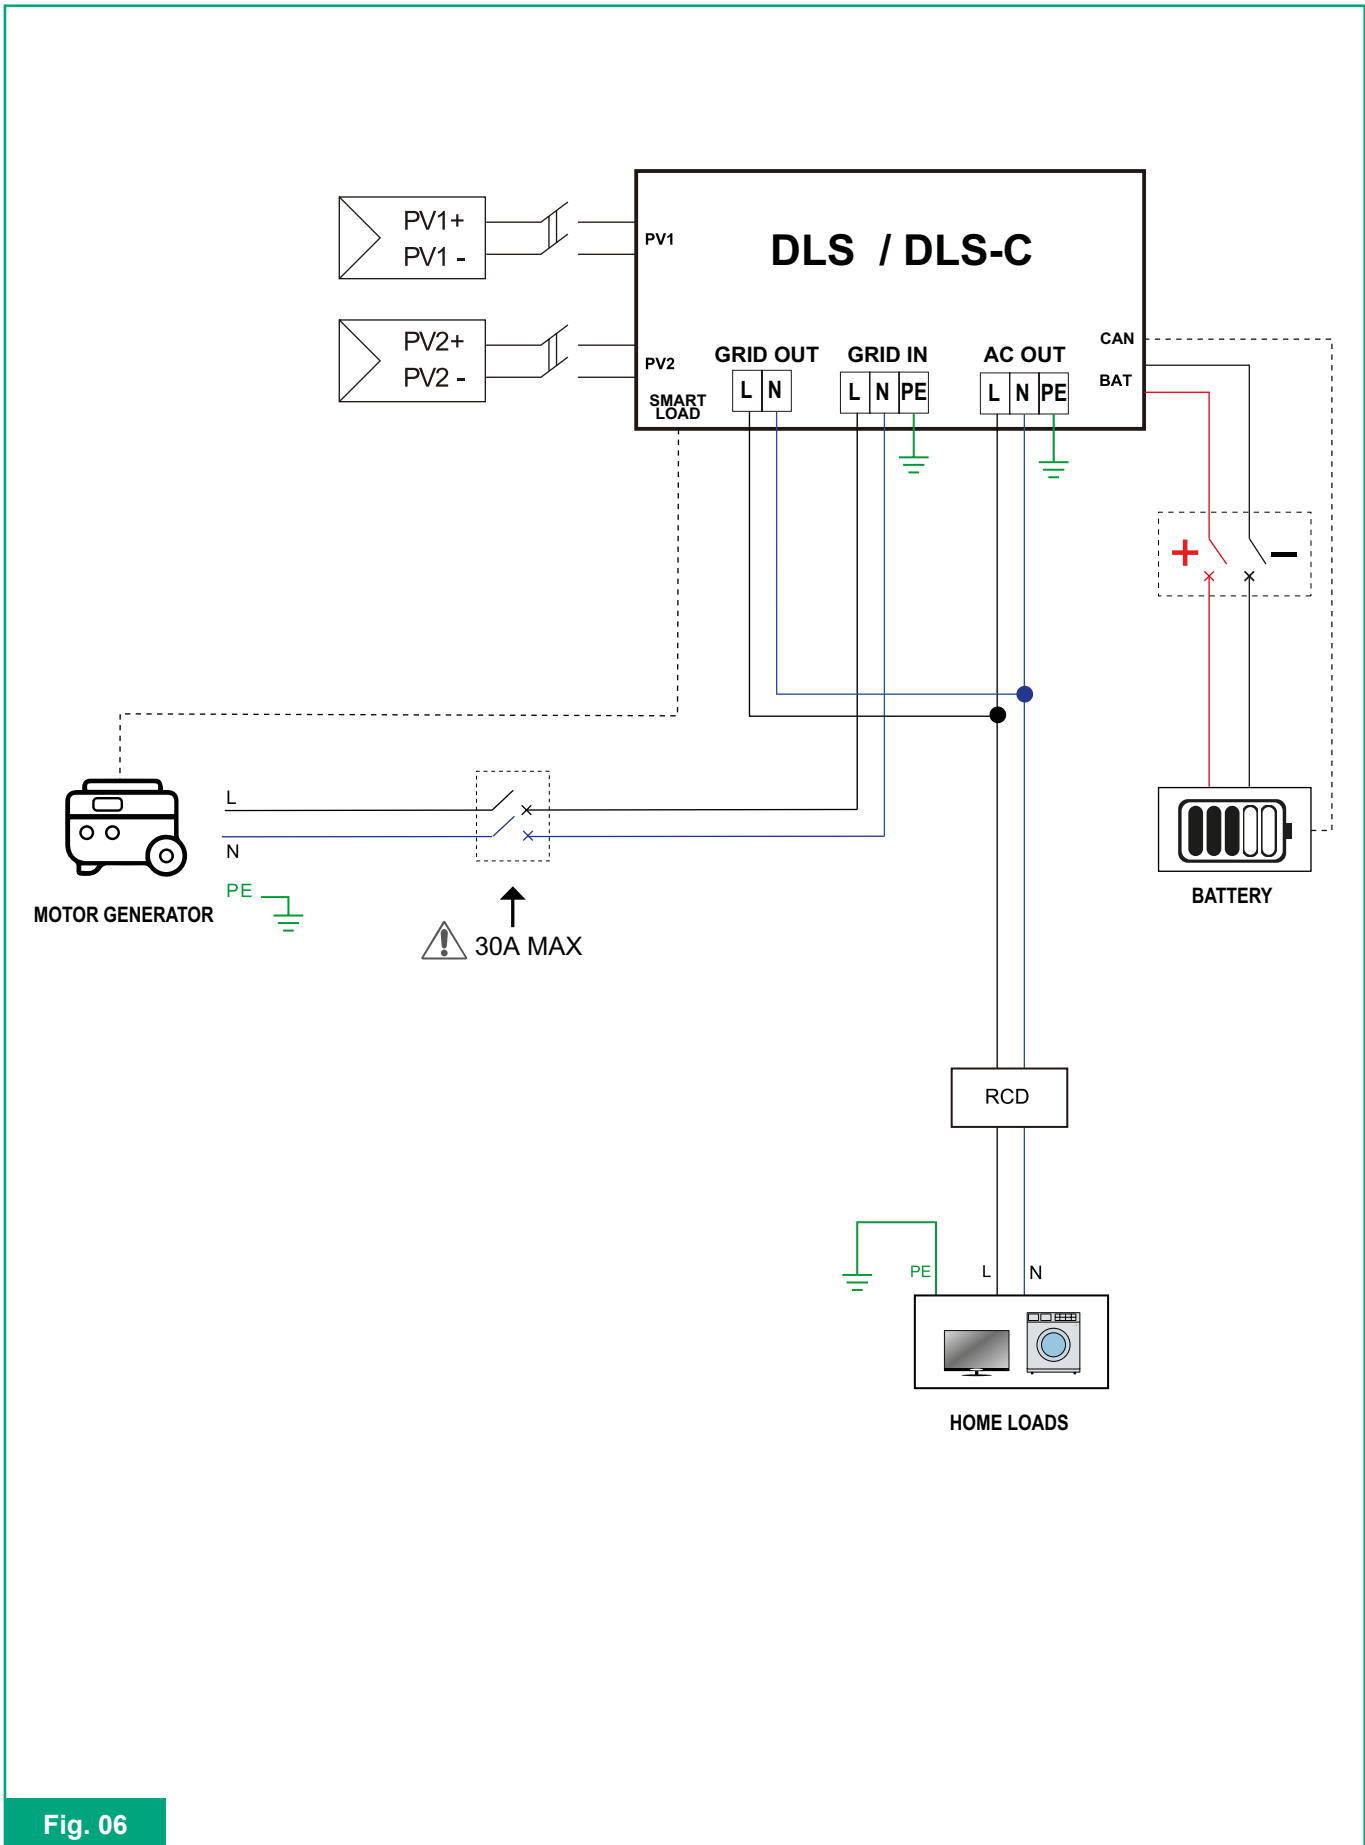 DLS / DLS-C
PV1+
PV1 -
PV1
PV2+
PV2 -
PV2
CAN
BAT
GRID OUT
GRID IN
AC OUT
L N
L N PE
L N PE
SMART
LOAD
+ −
L
N
PE
MOTOR GENERATOR
30A MAX
BATTERY
RCD
PE L N
HOME LOADS
Fig. 06